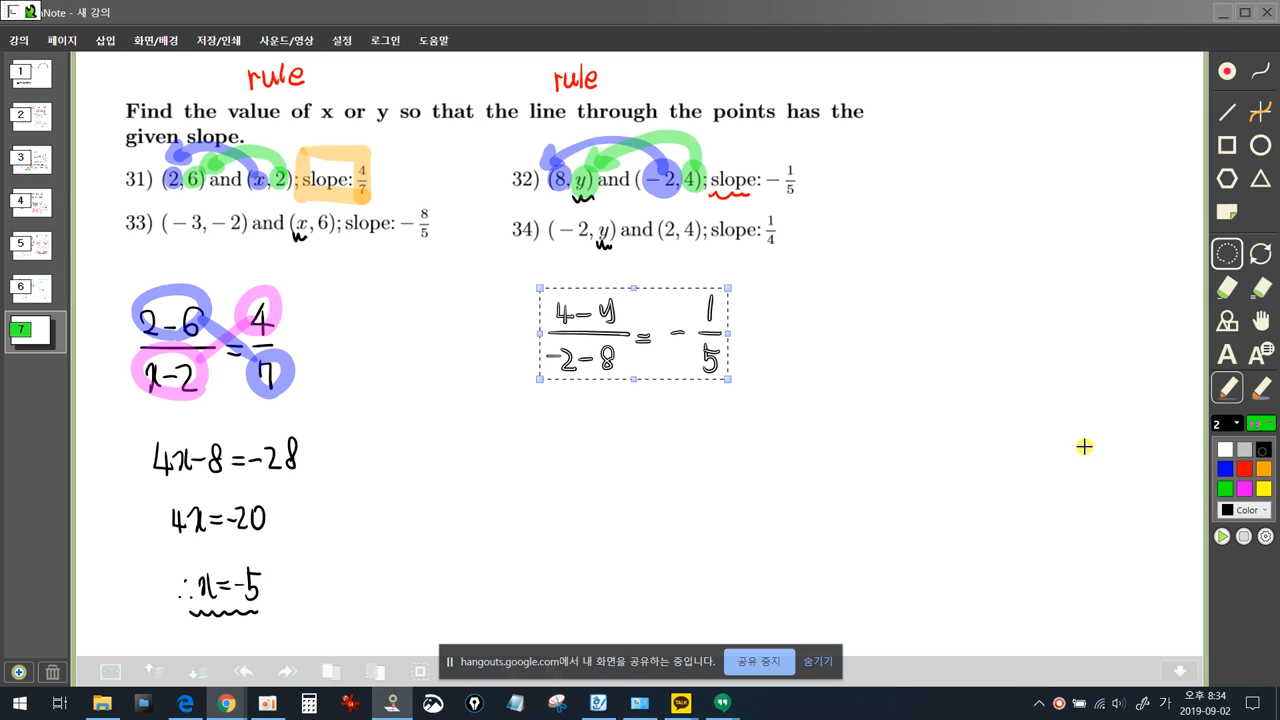 nNote - 새 강의
강의 페이지 삽입 화면/배경 저장/인쇄 사운드/영상 설정 로그인 도움말
1
2
3
4
5
6
7
rule rule
Find the value of x or y so that the line through the points has the
given slope.
31) (2, 6) and (x, 2); slope: 4/7
32) (8, y) and (−2, 4); slope: −1/5
33) (−3, −2) and (x, 6); slope: −8/5
34) (−2, y) and (2, 4); slope: 1/4
2-6/x-2 = 4/7
4x-8=-28
4x=-20
∴x=-5
4-y/-2-8 = -1/5
2
Color
hangouts.google.com에서 내 화면을 공유하는 중입니다. 공유 중지 숨기기
오후 8:34
2019-09-02
가